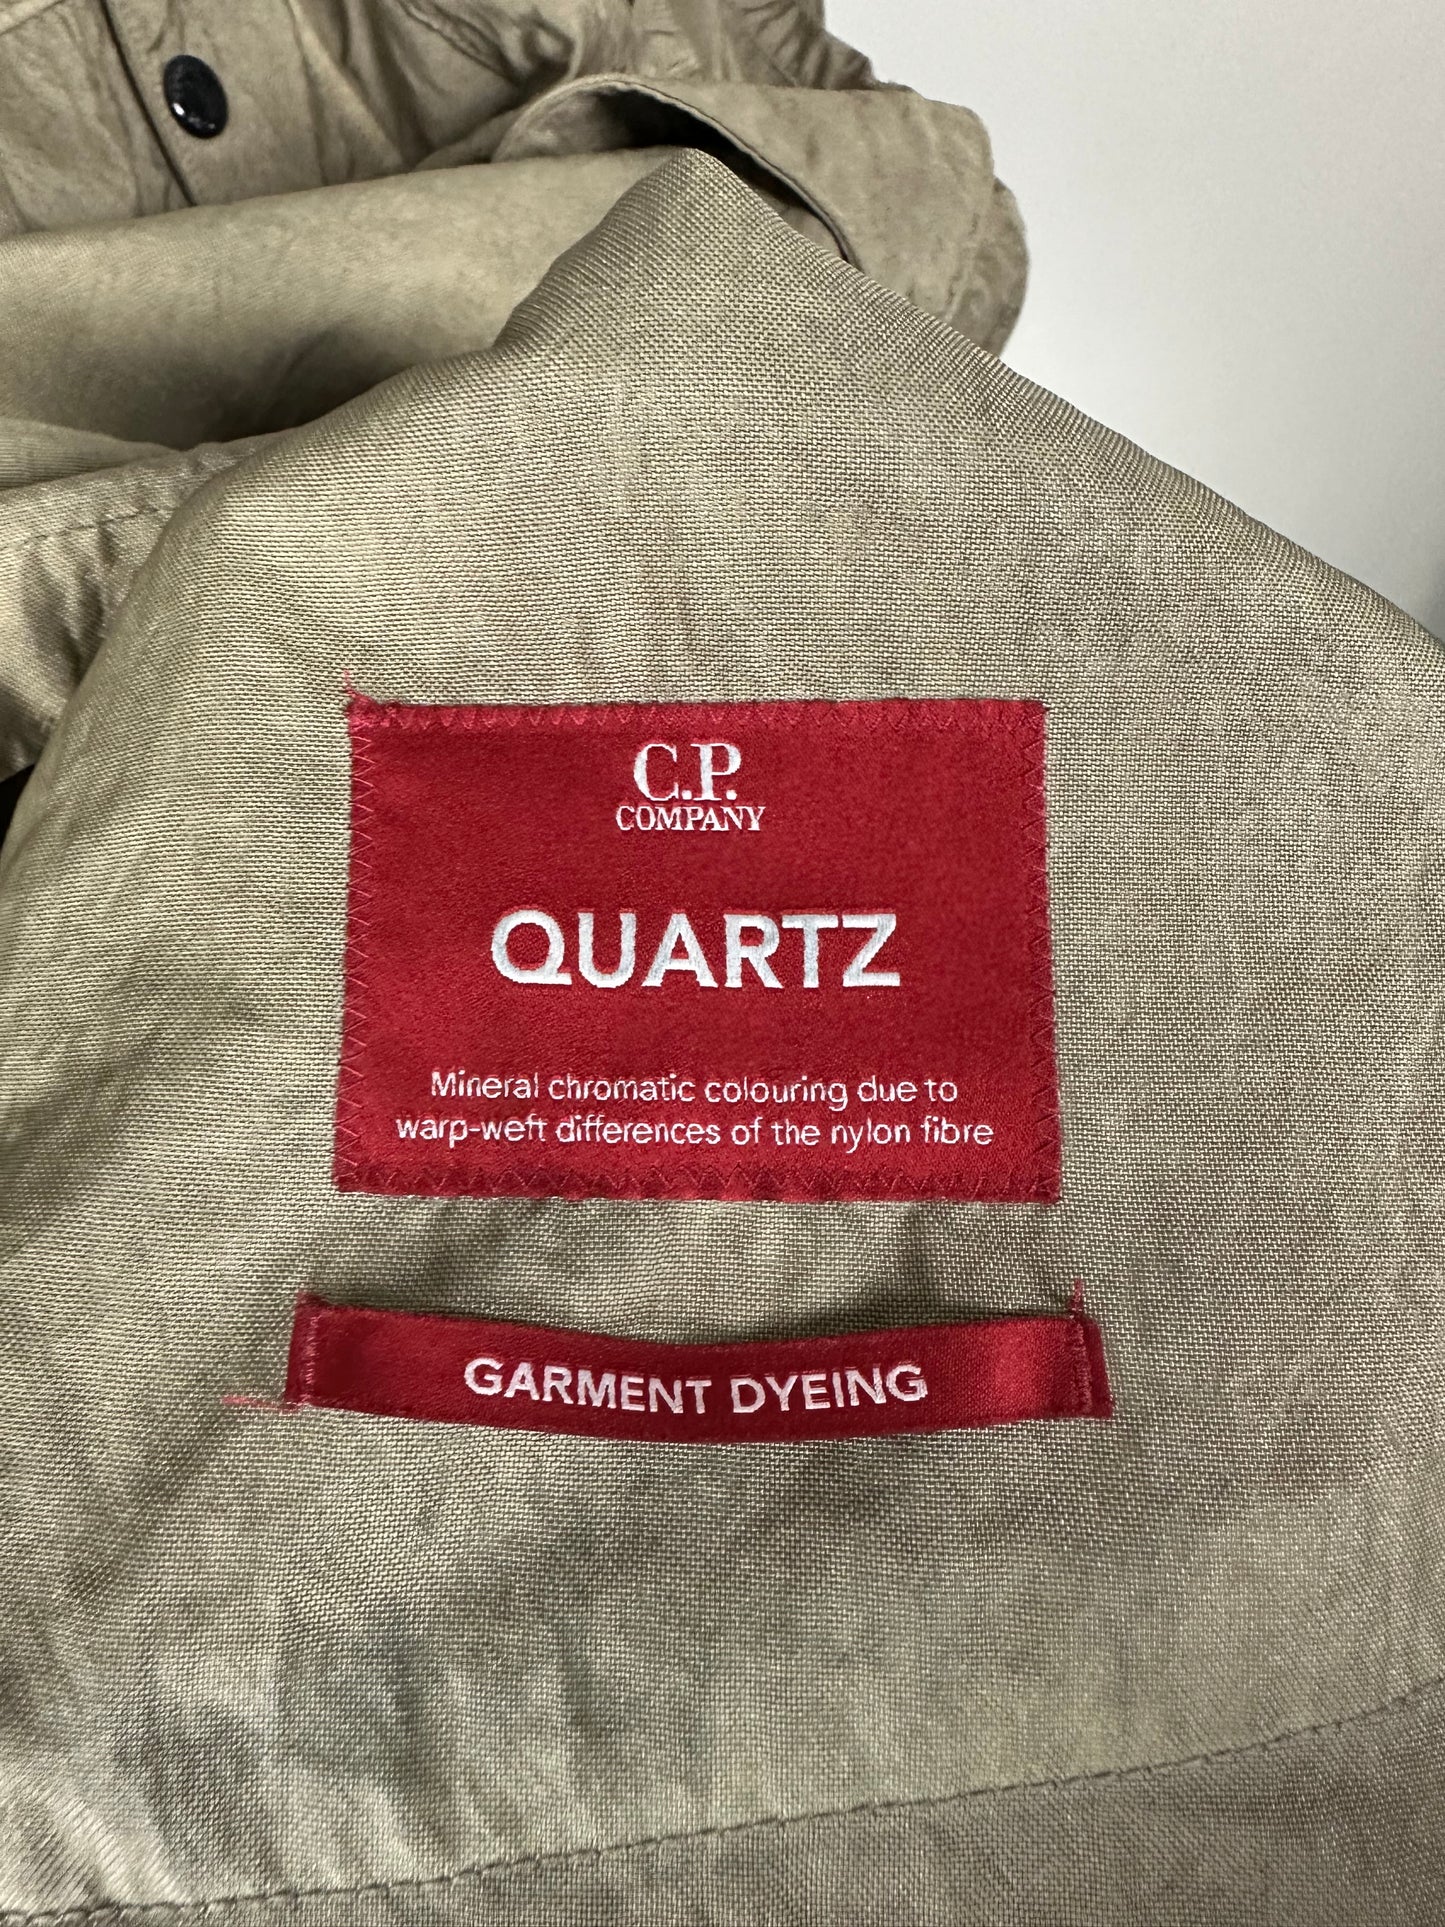 C.P.
COMPANY
QUARTZ
Mineral chromatic colouring due to
warp-weft differences of the nylon fibre
GARMENT DYEING